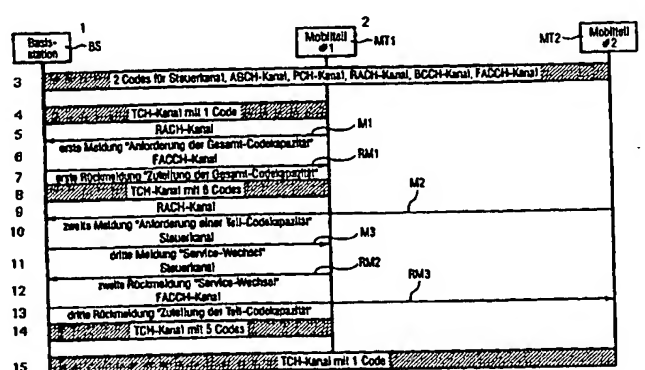 1
2
Basis-
station
BS
Mobilteil
#1
MT1
MT2
Mobilteil
#2
3
2 Codes für Steuerkanal, AGCH-Kanal, PCH-Kanal, RACH-Kanal, BCCH-Kanal, FACCH-Kanal
4
TCH-Kanal mit 1 Code
5
RACH-Kanal
M1
erste Meldung "Anforderung der Gesamt-Codekapazität"
6
FACCH-Kanal
RM1
7
erste Rückmeldung "Zuteilung der Gesamt-Codekapazität"
8
TCH-Kanal mit 6 Codes
9
RACH-Kanal
M2
zweite Meldung "Anforderung einer Teil-Codekapazität"
10
Steuerkanal
M3
dritte Meldung "Service-Wechsel"
11
Steuerkanal
RM2
zweite Rückmeldung "Service-Wechsel"
12
FACCH-Kanal
RM3
13
dritte Rückmeldung "Zuteilung der Teil-Codekapazität"
14
TCH-Kanal mit 5 Codes
15
TCH-Kanal mit 1 Code